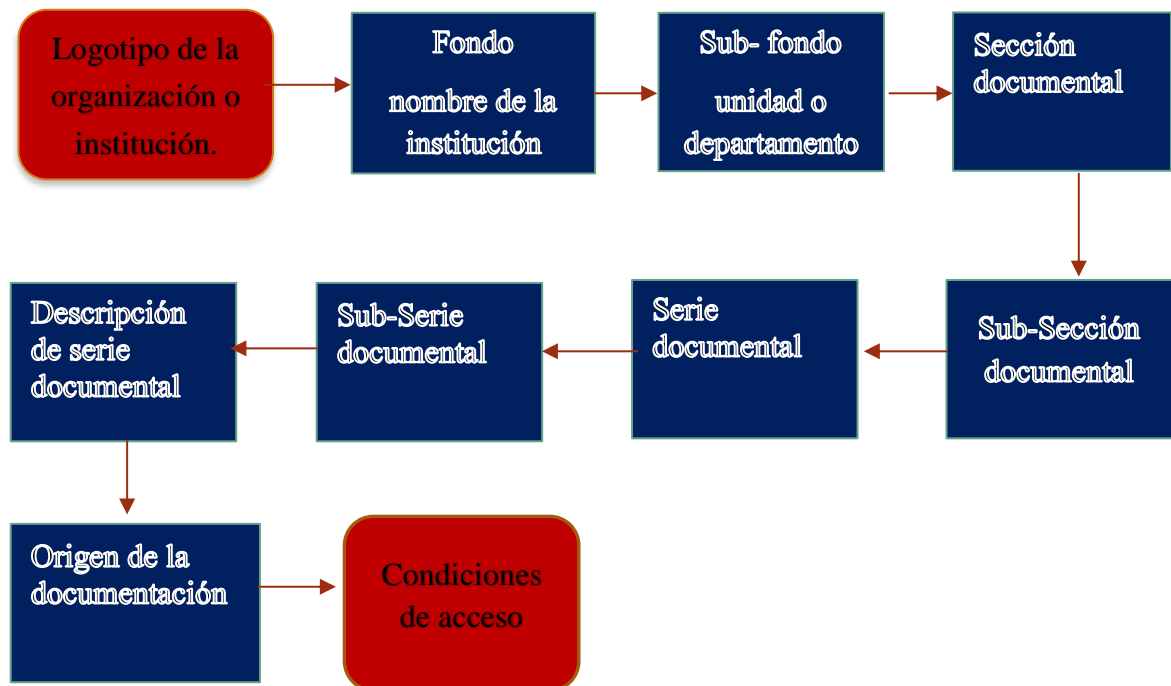 Logotipo de la
organización o
institución.
Fondo
nombre de la
institución
Sub- fondo
unidad o
departamento
Sección
documental
Sub-Sección
documental
Serie
documental
Sub-Serie
documental
Descripción
de serie
documental
Origen de la
documentación
Condiciones
de acceso